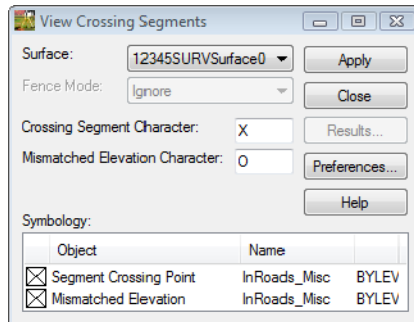 View Crossing Segments
Surface: 12345SURVSurface0 Apply
Fence Mode: Ignore Close
Crossing Segment Character: X Results...
Mismatched Elevation Character: O Preferences...
Help
Symbology:
Object Name
Segment Crossing Point InRoads_Misc BYLEV
Mismatched Elevation InRoads_Misc BYLEV